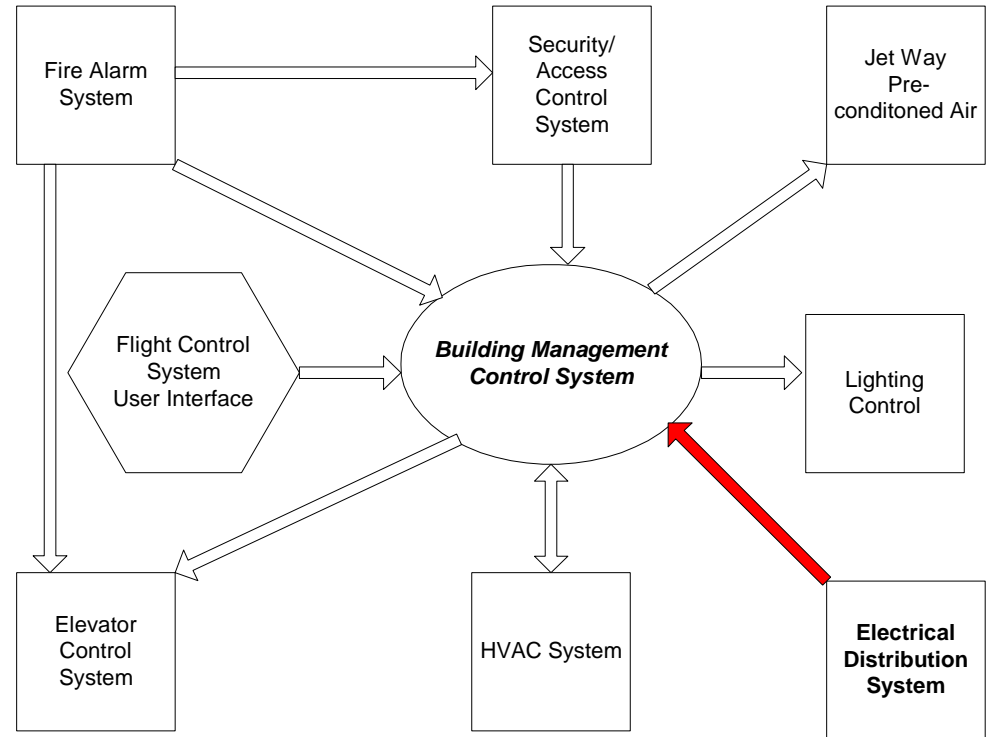 Fire Alarm
System
Security/
Access
Control
System
Jet Way
Pre-
conditoned Air
Flight Control
System
User Interface
Building Management
Control System
Lighting
Control
Elevator
Control
System
HVAC System
Electrical
Distribution
System